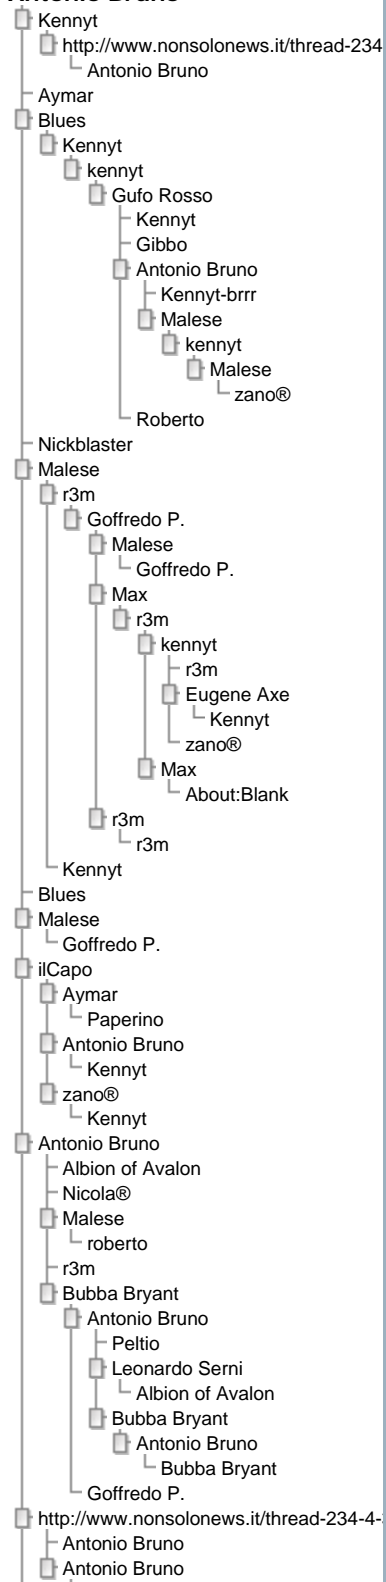 Antonio Bruno
Kennyt
http://www.nonsolonews.it/thread-234
Antonio Bruno
Aymar
Blues
Kennyt
kennyt
Gufo Rosso
Kennyt
Gibbo
Antonio Bruno
Kennyt-brrr
Malese
kennyt
Malese
zano®
Roberto
Nickblaster
Malese
r3m
Goffredo P.
Malese
Goffredo P.
Max
r3m
kennyt
r3m
Eugene Axe
Kennyt
zano®
Max
About:Blank
r3m
r3m
Kennyt
Blues
Malese
Goffredo P.
ilCapo
Aymar
Paperino
Antonio Bruno
Kennyt
zano®
Kennyt
Antonio Bruno
Albion of Avalon
Nicola®
Malese
roberto
r3m
Bubba Bryant
Antonio Bruno
Peltio
Leonardo Serni
Albion of Avalon
Bubba Bryant
Antonio Bruno
Bubba Bryant
Goffredo P.
http://www.nonsolonews.it/thread-234-4-
Antonio Bruno
Antonio Bruno